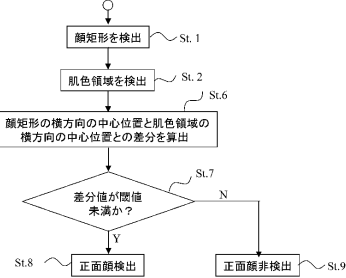 顔矩形を検出
St. 1
肌色領域を検出
St. 2
St.6
顔矩形の横方向の中心位置と肌色領域の
横方向の中心位置との差分を算出
St.7
差分値が閾値
未満か？
N
Y
St.8
正面顔検出
正面顔非検出
St.9